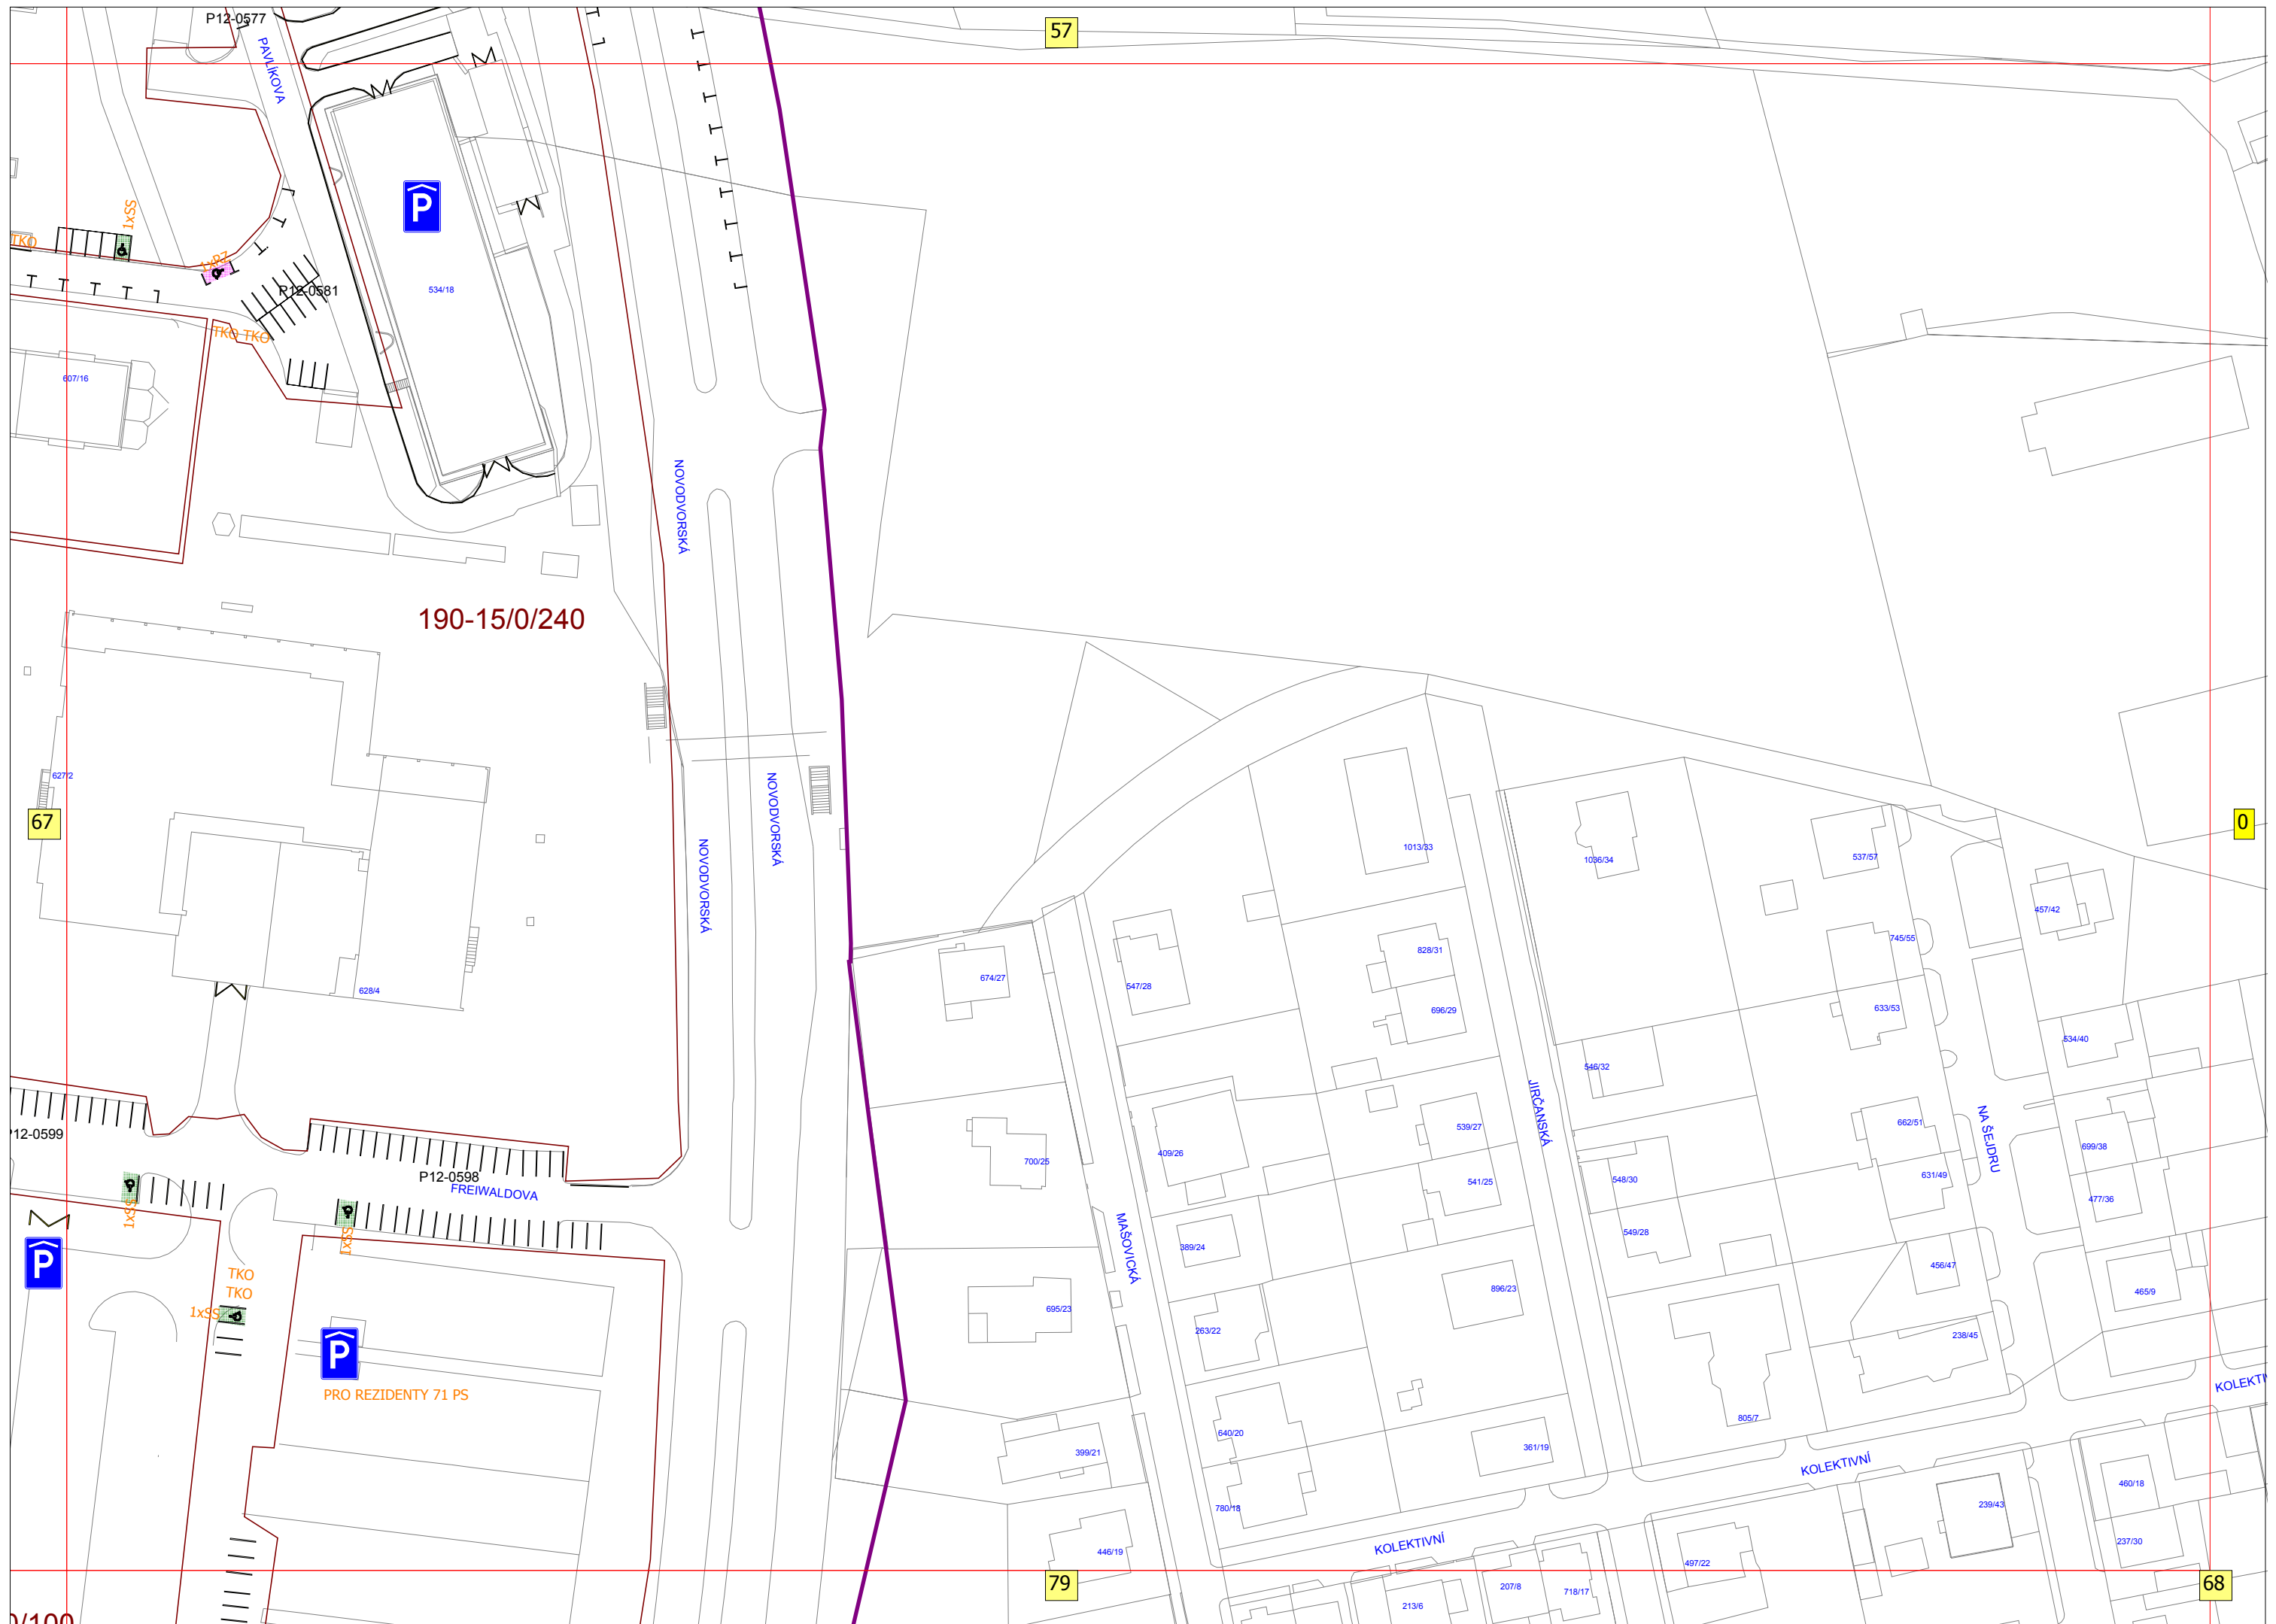 P12-0577
57
PAVLÍKOVA
1xSS
TKO
1xRZ
P
P12-0581
534/18
TKO TKO
607/16
NOVODVORSKÁ
190-15/0/240
627/2
67
NOVODVORSKÁ
NOVODVORSKÁ
0
1013/33
1036/34
537/57
457/42
745/55
828/31
674/27
547/28
628/4
696/29
633/53
534/40
546/32
JIRČANSKÁ
NA ŠEJDRU
662/51
539/27
P12-0599
699/38
409/26
700/25
P12-0598
FREIWALDOVA
541/25
548/30
631/49
477/36
1xSS
1xSS
549/28
MAŠOVICKÁ
389/24
P
TKO
TKO
1xSS
456/47
896/23
465/9
695/23
263/22
238/45
P
PRO REZIDENTY 71 PS
KOLEKTI
805/7
640/20
361/19
399/21
KOLEKTIVNÍ
460/18
239/43
780/18
237/30
KOLEKTIVNÍ
446/19
497/22
79
207/8
718/17
68
213/6
0/100